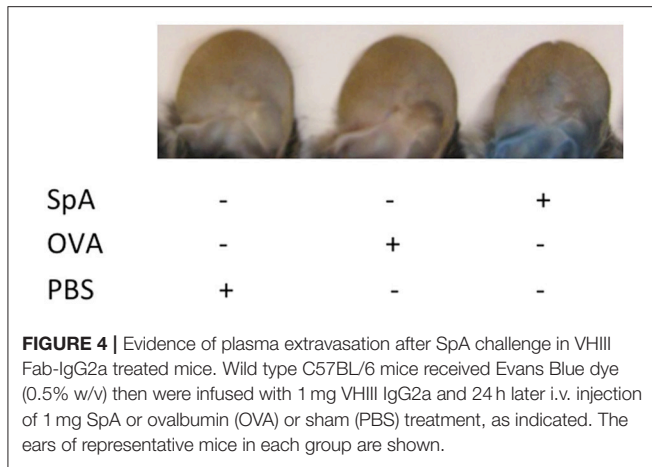 SpA - - +
OVA - + -
PBS + - -
FIGURE 4 | Evidence of plasma extravasation after SpA challenge in VHIII
Fab-IgG2a treated mice. Wild type C57BL/6 mice received Evans Blue dye
(0.5% w/v) then were infused with 1 mg VHIII IgG2a and 24 h later i.v. injection
of 1 mg SpA or ovalbumin (OVA) or sham (PBS) treatment, as indicated. The
ears of representative mice in each group are shown.